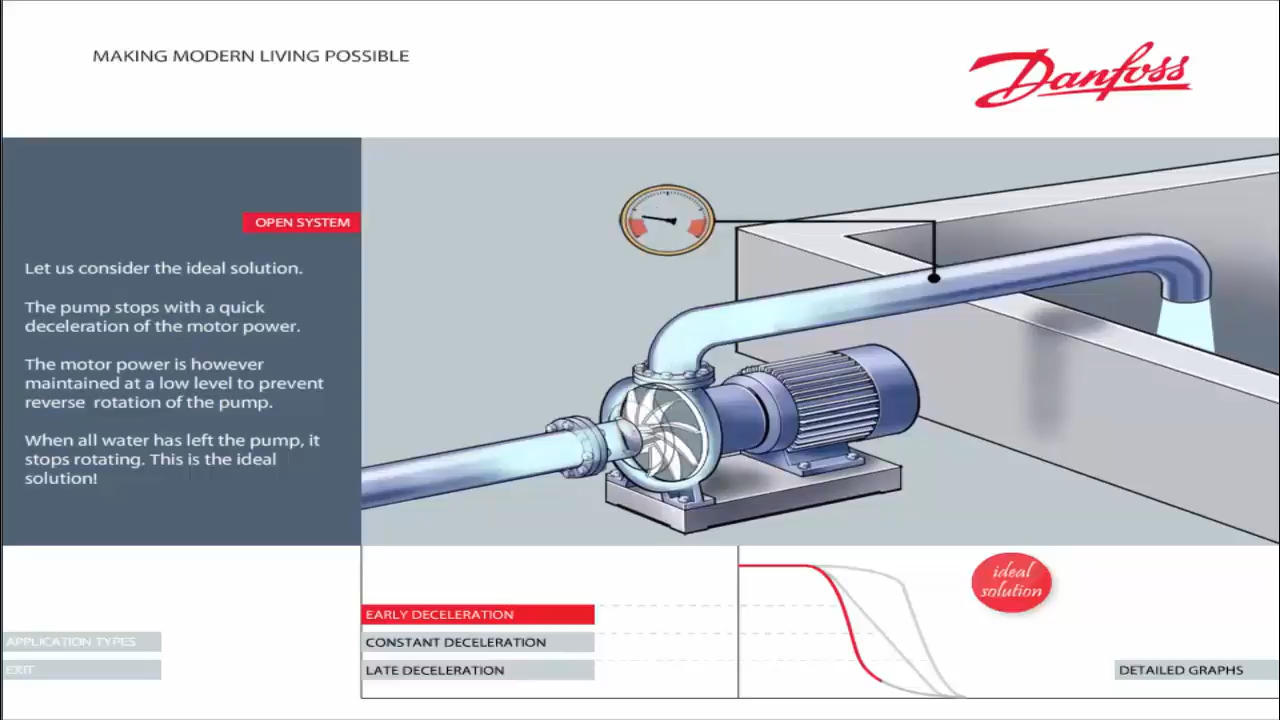 MAKING MODERN LIVING POSSIBLE
Danfoss
OPEN SYSTEM
Let us consider the ideal solution.
The pump stops with a quick
deceleration of the motor power.
The motor power is however
maintained at a low level to prevent
reverse rotation of the pump.
When all water has left the pump, it
stops rotating. This is the ideal
solution!
ideal
solution
EARLY DECELERATION
APPLICATION TYPES
CONSTANT DECELERATION
EXIT
LATE DECELERATION
DETAILED GRAPHS